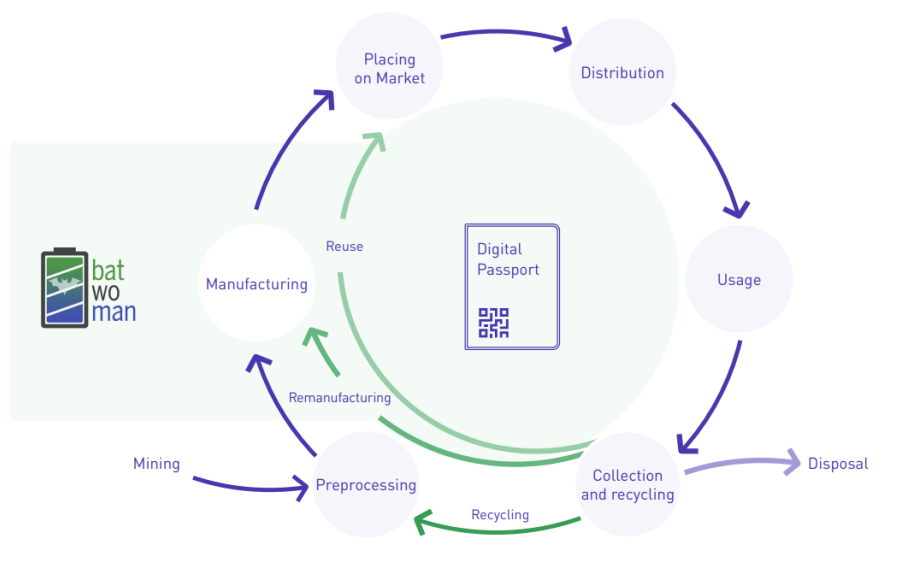 Placing
on Market
Distribution
Reuse
Digital
Passport
bat
wo
man
Manufacturing
Usage
Remanufacturing
Mining
Preprocessing
Collection
and recycling
Disposal
Recycling